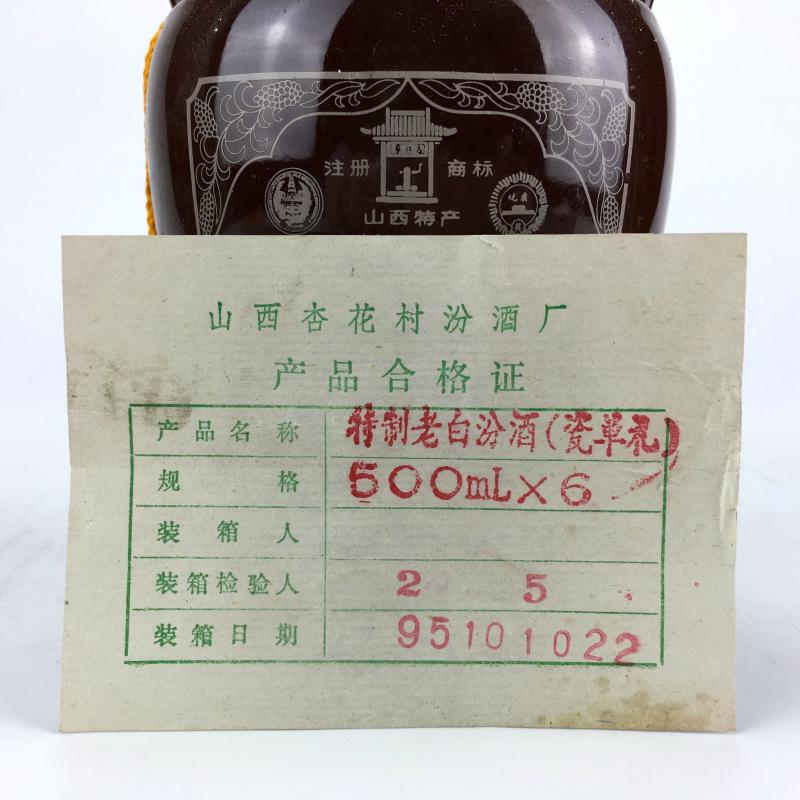 注册 商标
优质
山西特产
山西杏花村汾酒厂
产品合格证
产品名称 特制老白汾酒(瓷单礼)
规格 500mL×6
装箱人
装箱检验人 2 5
装箱日期 95101022